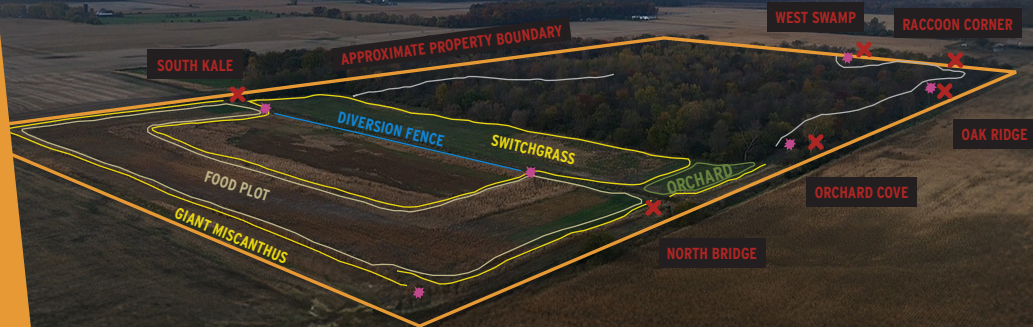 WEST SWAMP
RACCOON CORNER
APPROXIMATE PROPERTY BOUNDARY
SOUTH KALE
DIVERSION FENCE
SWITCHGRASS
OAK RIDGE
FOOD PLOT
ORCHARD
ORCHARD COVE
GIANT MISCANTHUS
NORTH BRIDGE